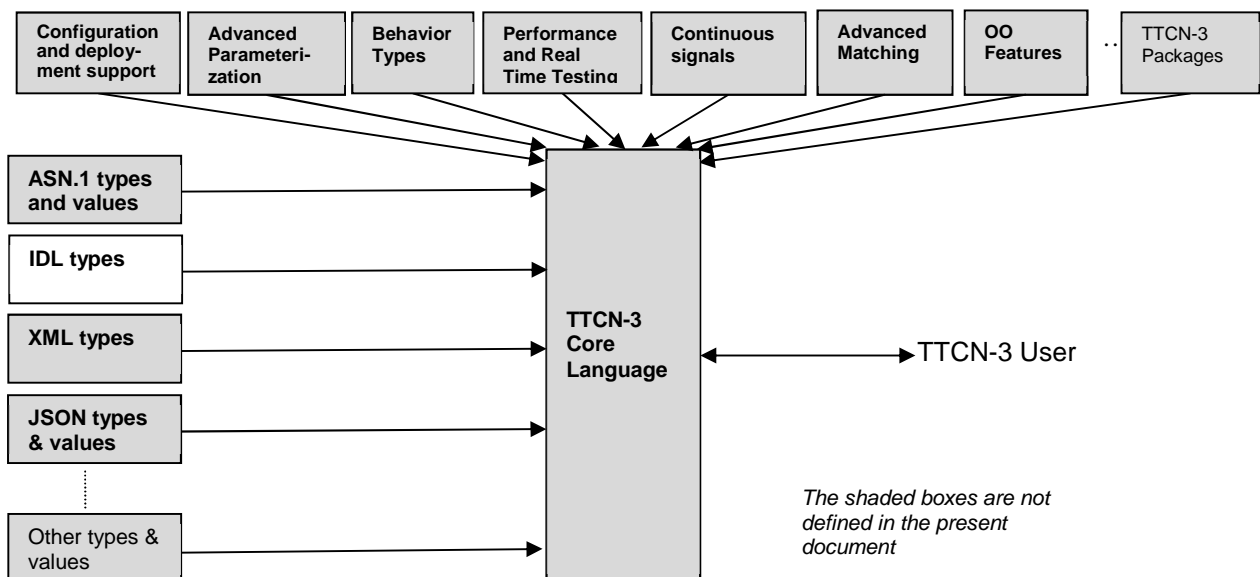 Configuration
and deploy-
ment support
Advanced
Parameteri-
zation
Behavior
Types
Performance
and Real
Time Testing
Continuous
signals
Advanced
Matching
OO
Features
..
TTCN-3
Packages
ASN.1 types
and values
IDL types
XML types
JSON types
& values
Other types &
values
TTCN-3
Core
Language
TTCN-3 User
The shaded boxes are not
defined in the present
document